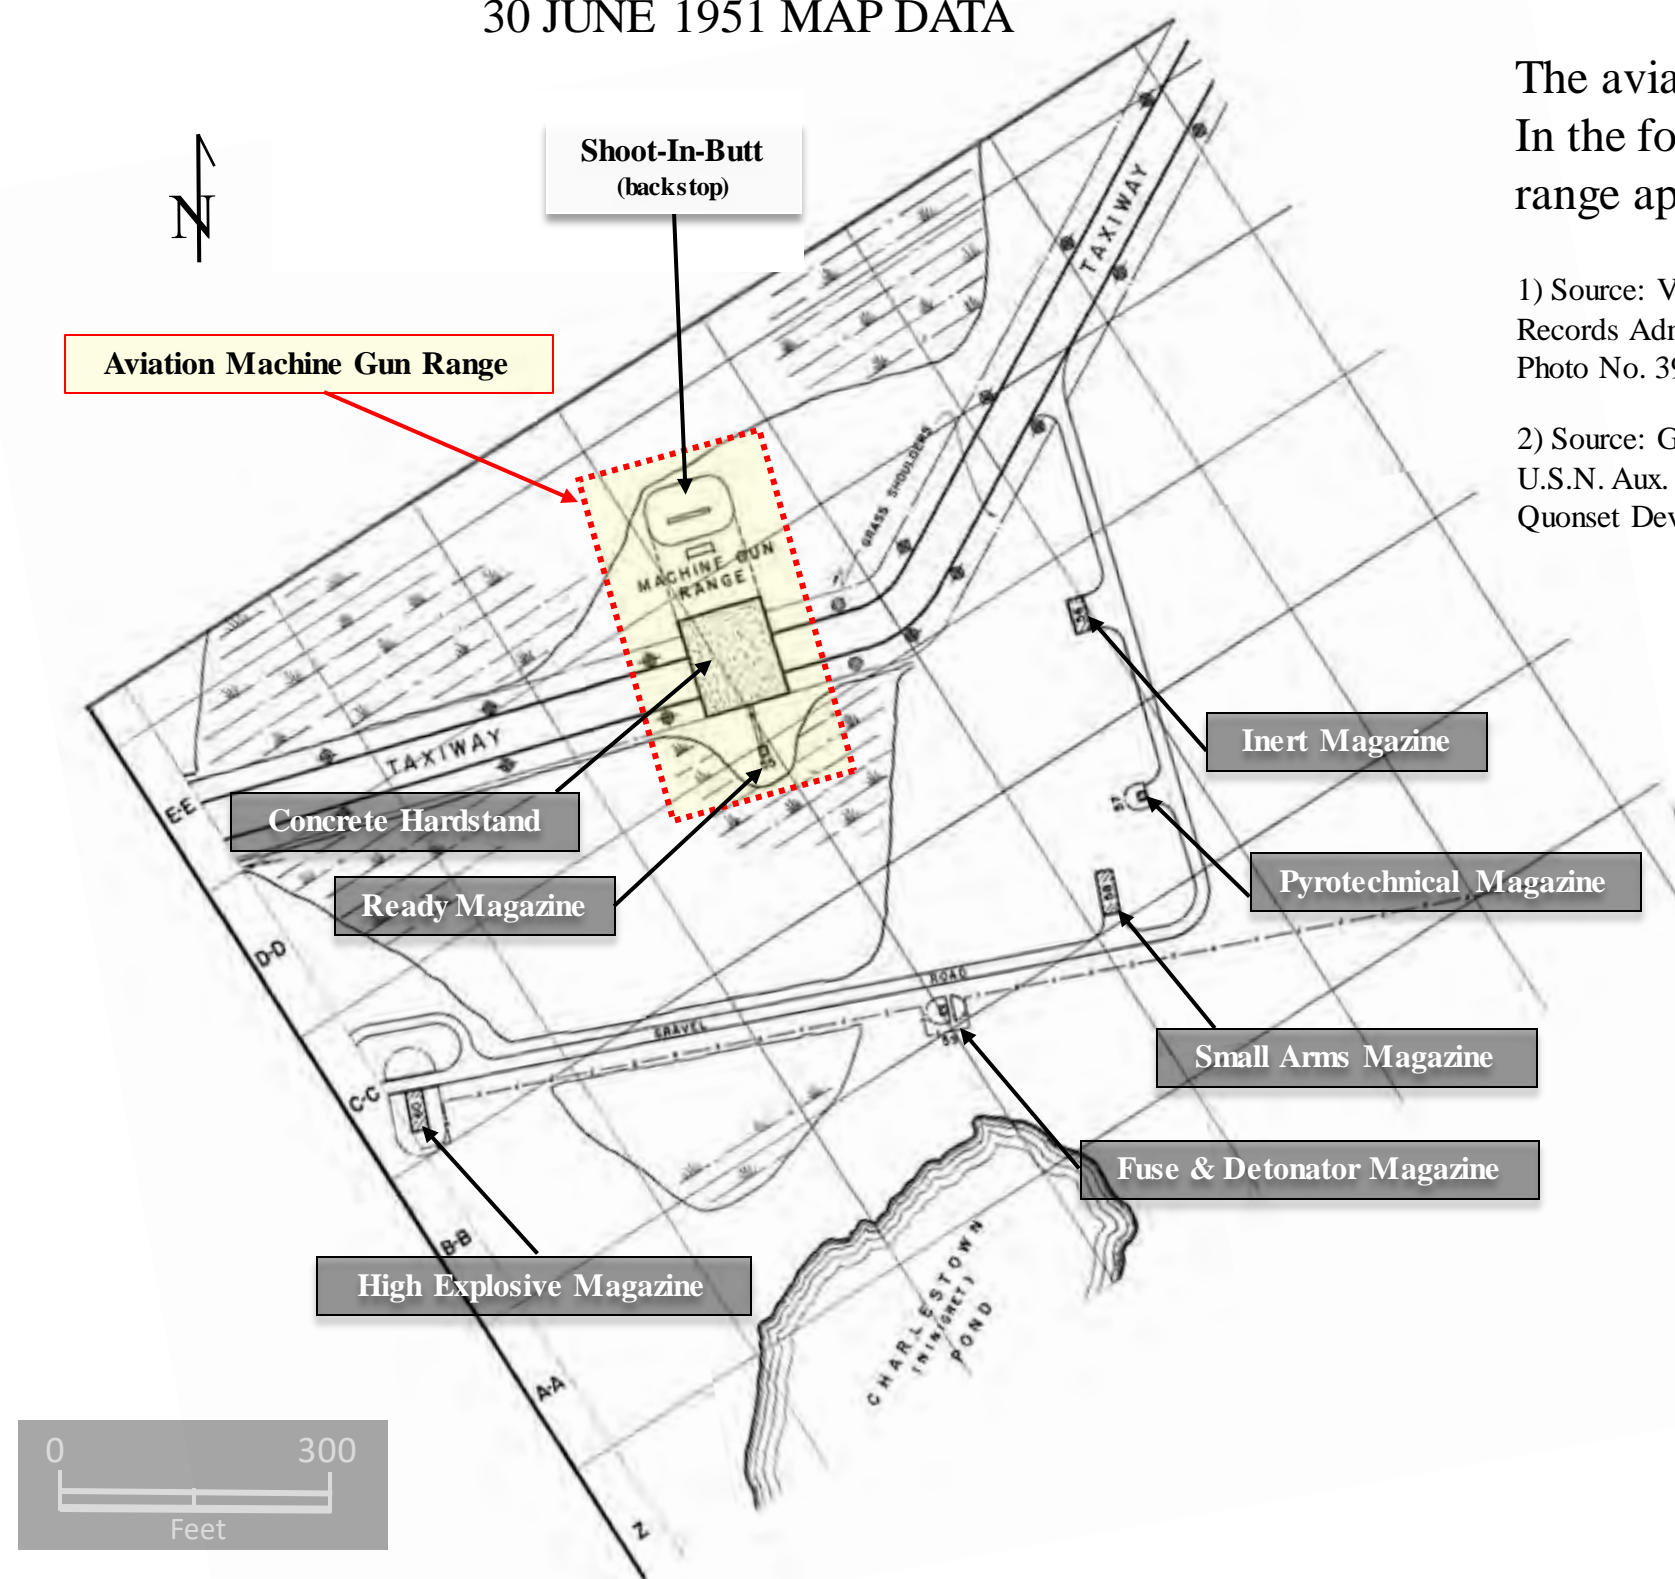 30 JUNE 1951 MAP DATA
The avia
In the fo
range ap
1) Source: V
Records Adm
Photo No. 39
2) Source: G
U.S.N. Aux.
Quonset Dev
N
Shoot-In-Butt
(backstop)
Aviation Machine Gun Range
TAXIWAY
GRASS SHOULDERS
MACHINE GUN
RANGE
TAXIWAY
Inert Magazine
Concrete Hardstand
Pyrotechnical Magazine
Ready Magazine
E-E
D-D
C-C
B-B
A-A
Z
GRAVEL ROAD
Small Arms Magazine
Fuse & Detonator Magazine
High Explosive Magazine
CHARLESTOWN
(NINIGRET)
POND
0 300
Feet